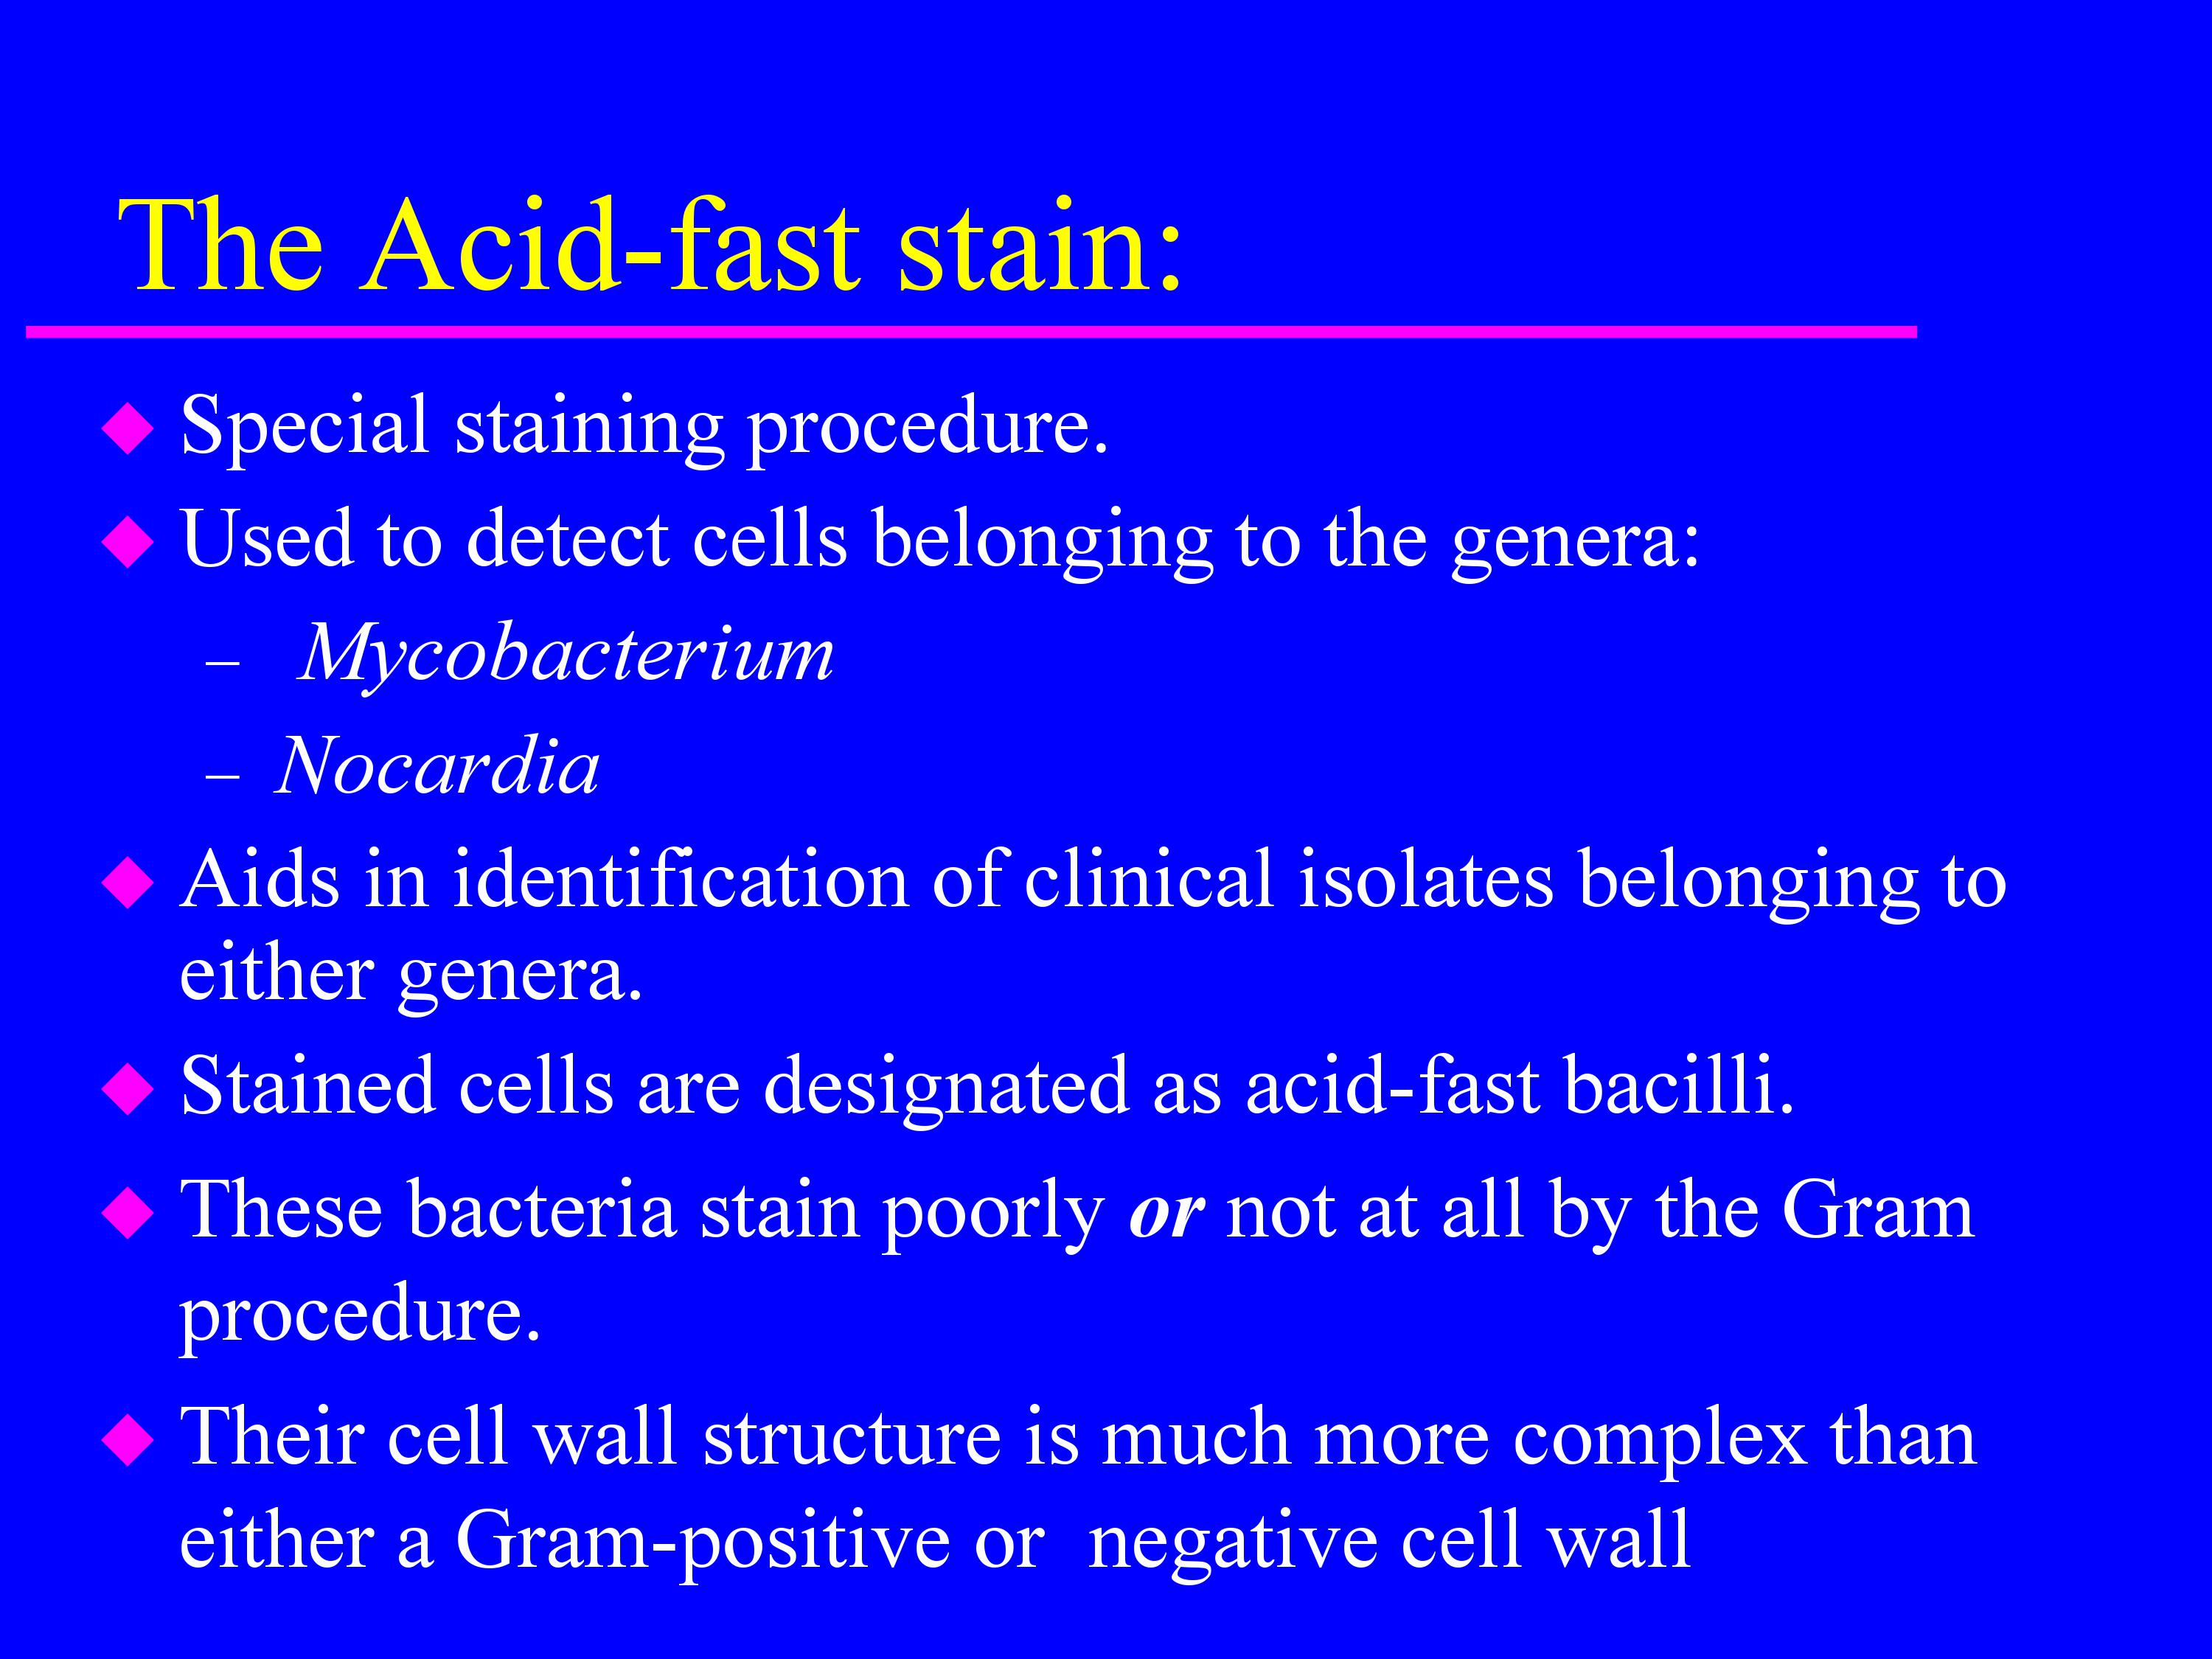 The Acid-fast stain:
◆ Special staining procedure.
◆ Used to detect cells belonging to the genera:
– Mycobacterium
– Nocardia
◆ Aids in identification of clinical isolates belonging to
either genera.
◆ Stained cells are designated as acid-fast bacilli.
◆ These bacteria stain poorly or not at all by the Gram
procedure.
◆ Their cell wall structure is much more complex than
either a Gram-positive or  negative cell wall